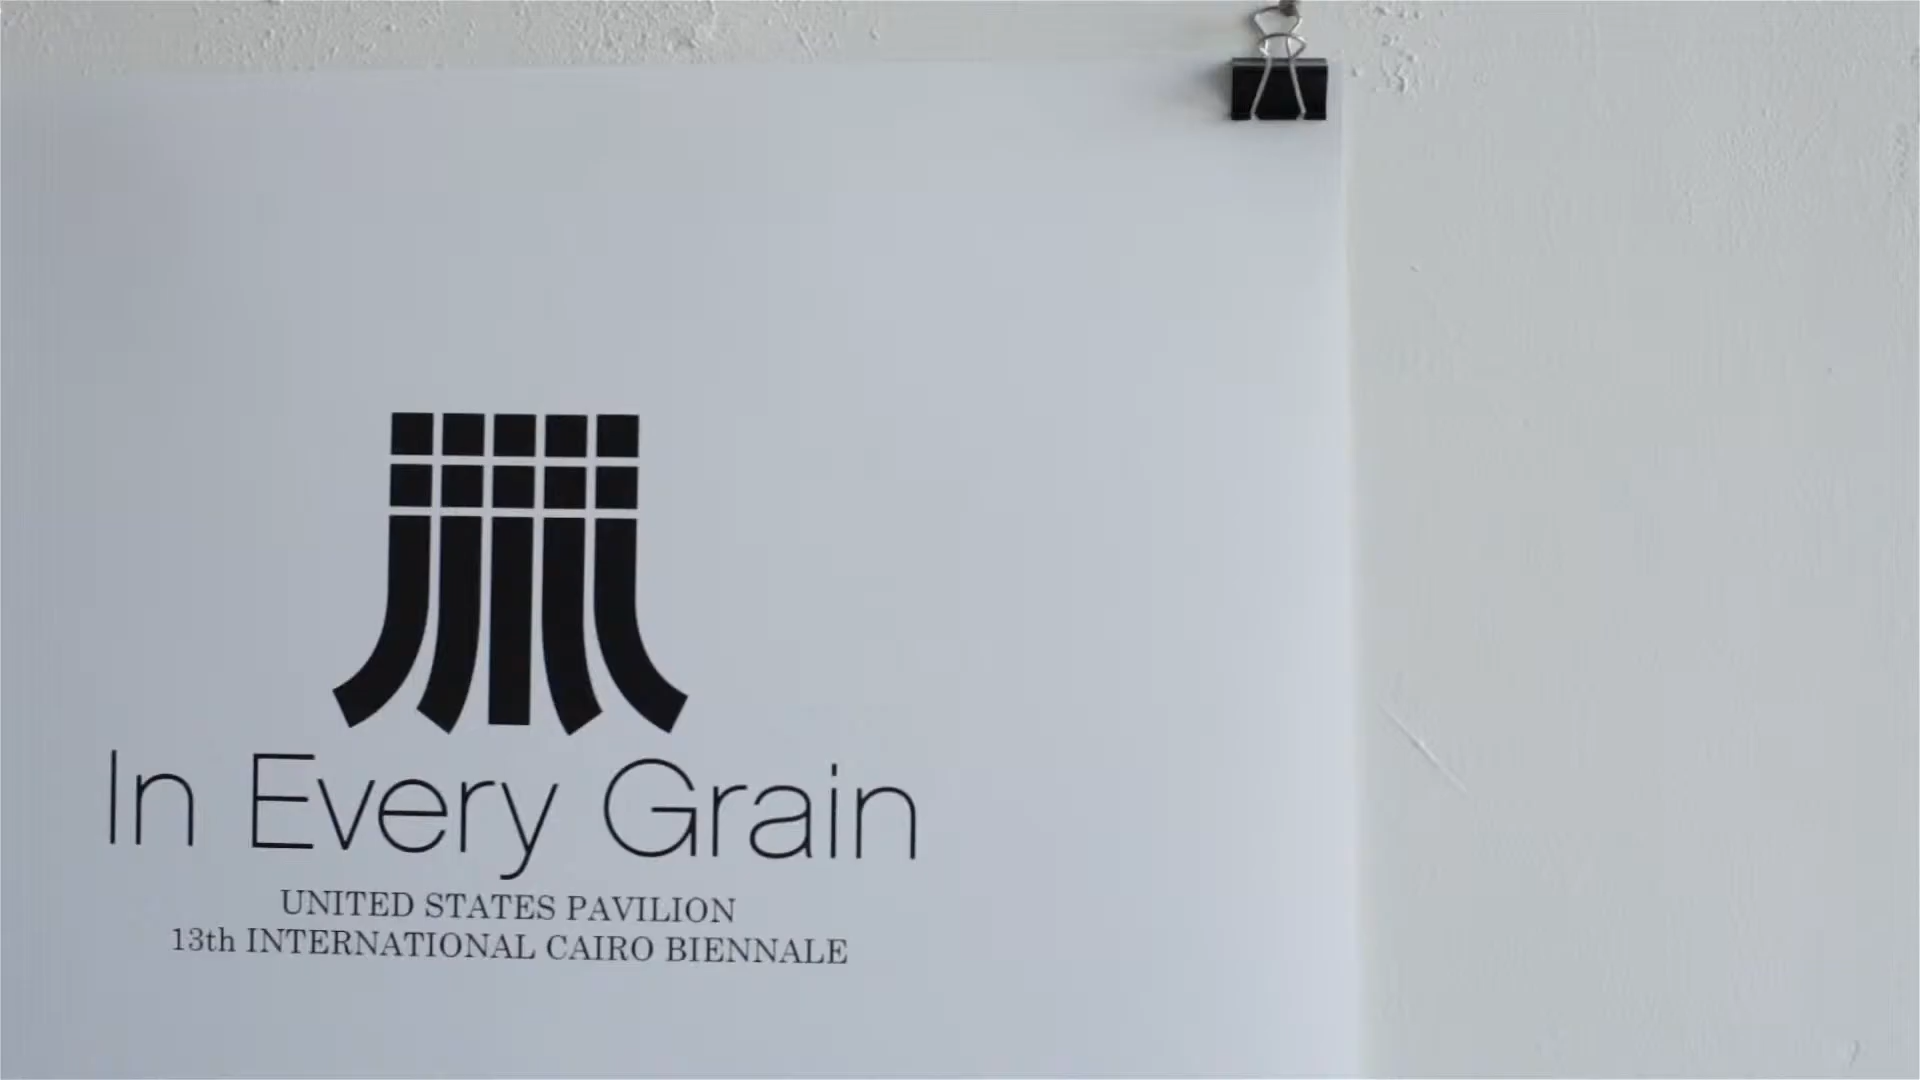 In Every Grain
UNITED STATES PAVILION
13th INTERNATIONAL CAIRO BIENNALE